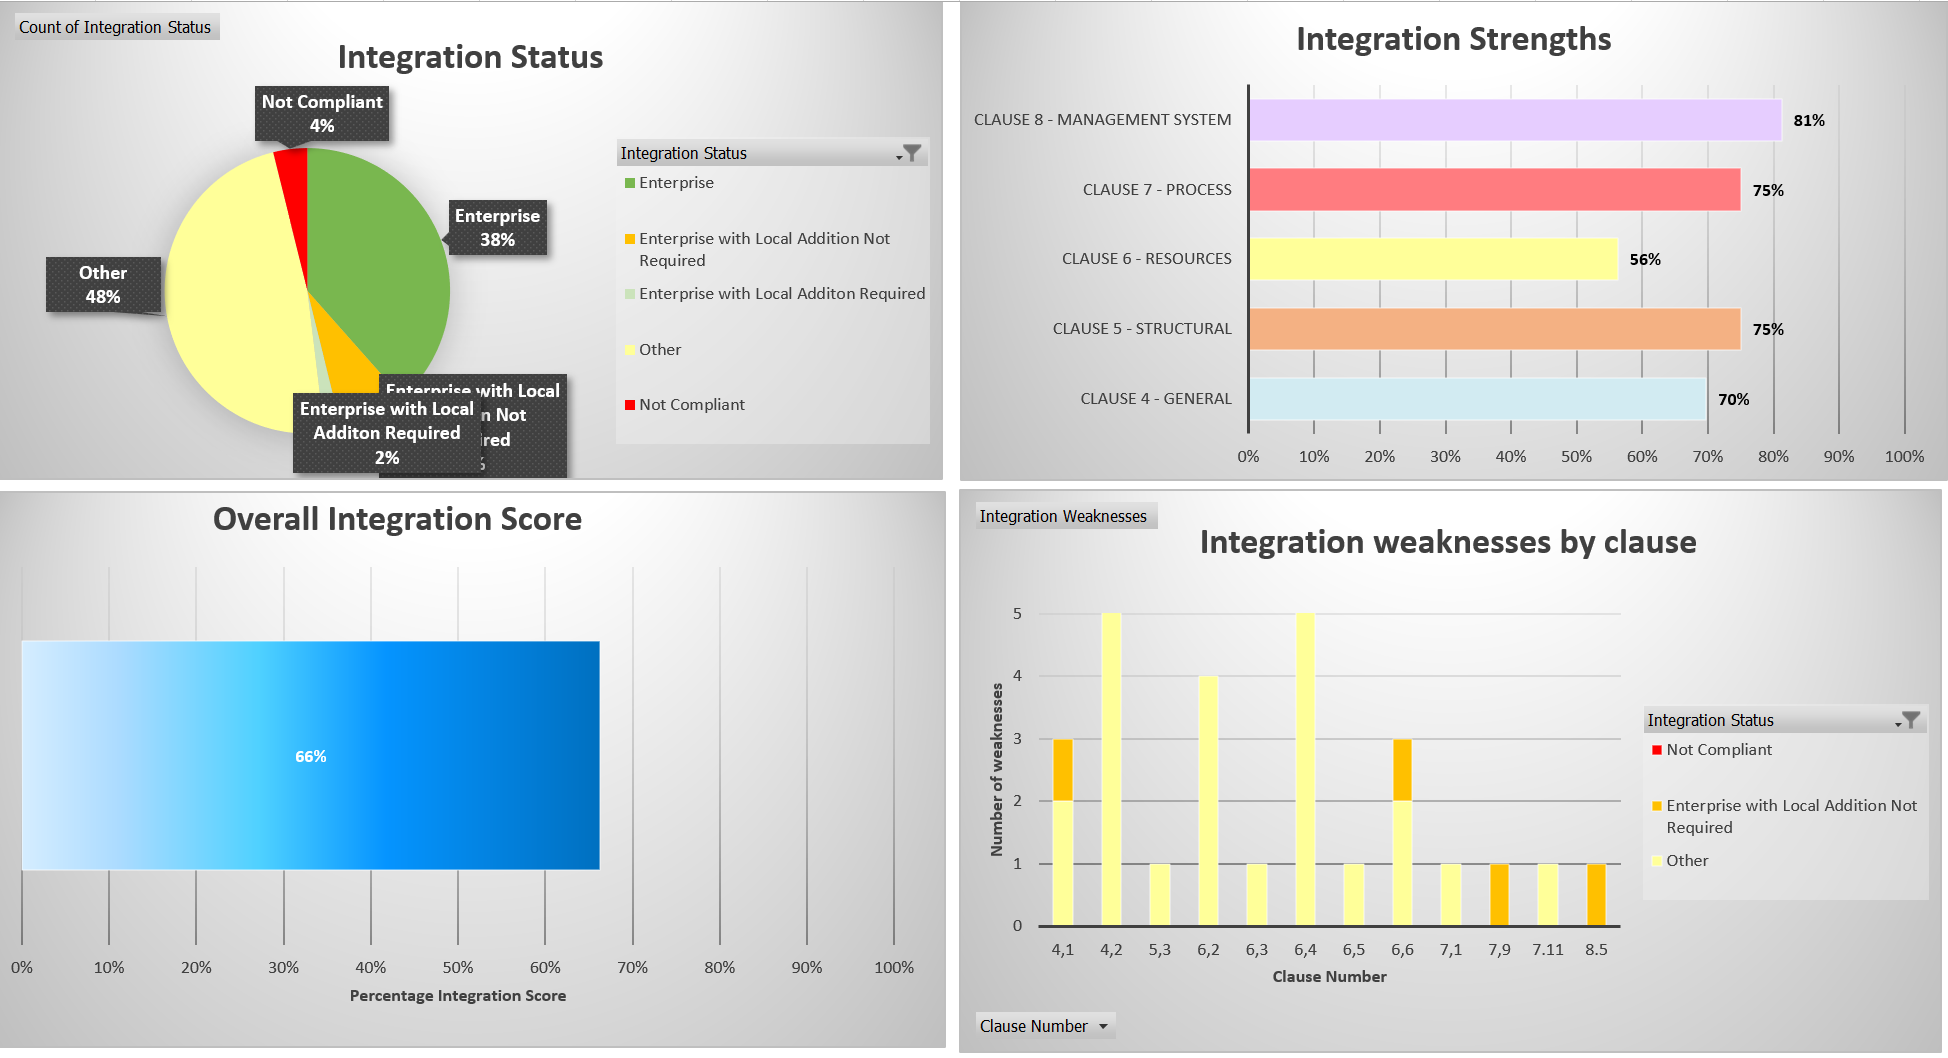 Count of Integration Status
Integration Status
Not Compliant
4%
Enterprise
38%
Other
48%
Enterprise with Local
n Not
ired
Enterprise with Local
Additon Required
2%
Integration Status
Enterprise
Enterprise with Local Addition Not
Required
Enterprise with Local Additon Required
Other
Not Compliant
Integration Strengths
CLAUSE 8 - MANAGEMENT SYSTEM
81%
CLAUSE 7 - PROCESS
75%
CLAUSE 6 - RESOURCES
56%
CLAUSE 5 - STRUCTURAL
75%
CLAUSE 4 - GENERAL
70%
0% 10% 20% 30% 40% 50% 60% 70% 80% 90% 100%
Overall Integration Score
66%
0% 10% 20% 30% 40% 50% 60% 70% 80% 90% 100%
Percentage Integration Score
Integration Weaknesses
Integration weaknesses by clause
Number of weaknesses
5
4
3
2
1
0
4,1 4,2 5,3 6,2 6,3 6,4 6,5 6,6 7,1 7,9 7.11 8.5
Clause Number
Integration Status
Not Compliant
Enterprise with Local Addition Not
Required
Other
Clause Number